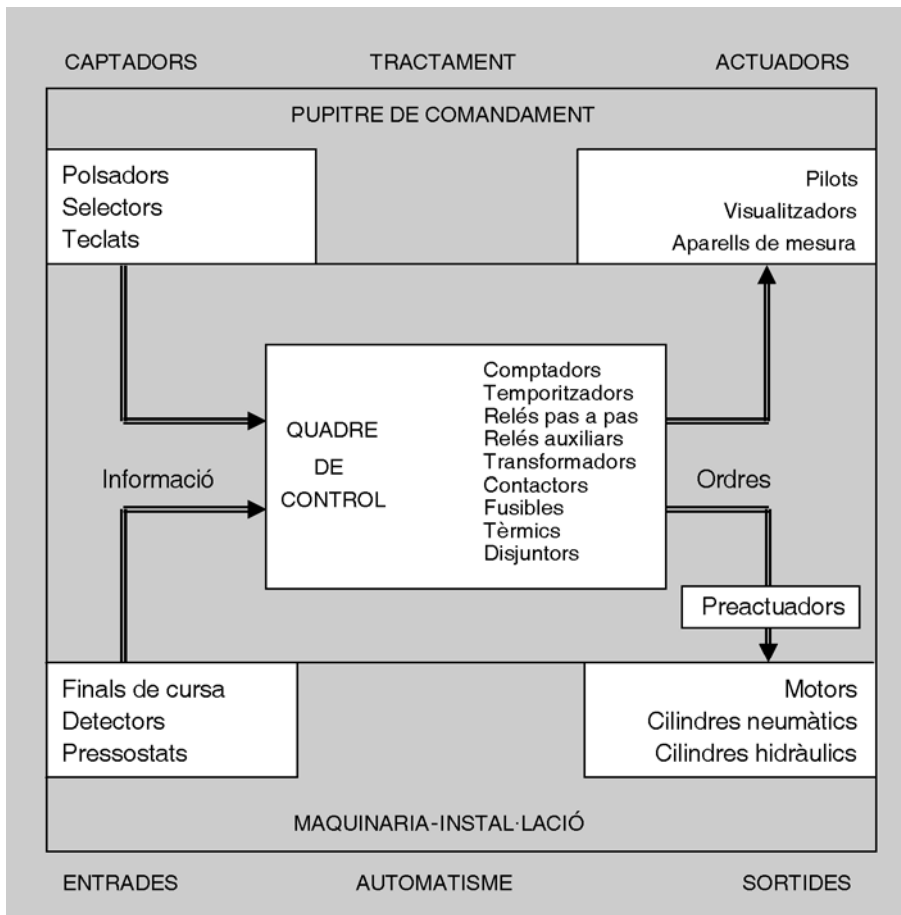 CAPTADORS
TRACTAMENT
ACTUADORS
PUPITRE DE COMANDAMENT
Polsadors
Selectors
Teclats
Pilots
Visualitzadors
Aparells de mesura
QUADRE
DE
CONTROL
Comptadors
Temporitzadors
Relés pas a pas
Relés auxiliars
Transformadors
Contactors
Fusibles
Tèrmics
Disjuntors
Informació
Ordres
Preactuadors
Finals de cursa
Detectors
Pressostats
Motors
Cilindres neumàtics
Cilindres hidràulics
MAQUINARIA-INSTAL·LACIÓ
ENTRADES
AUTOMATISME
SORTIDES